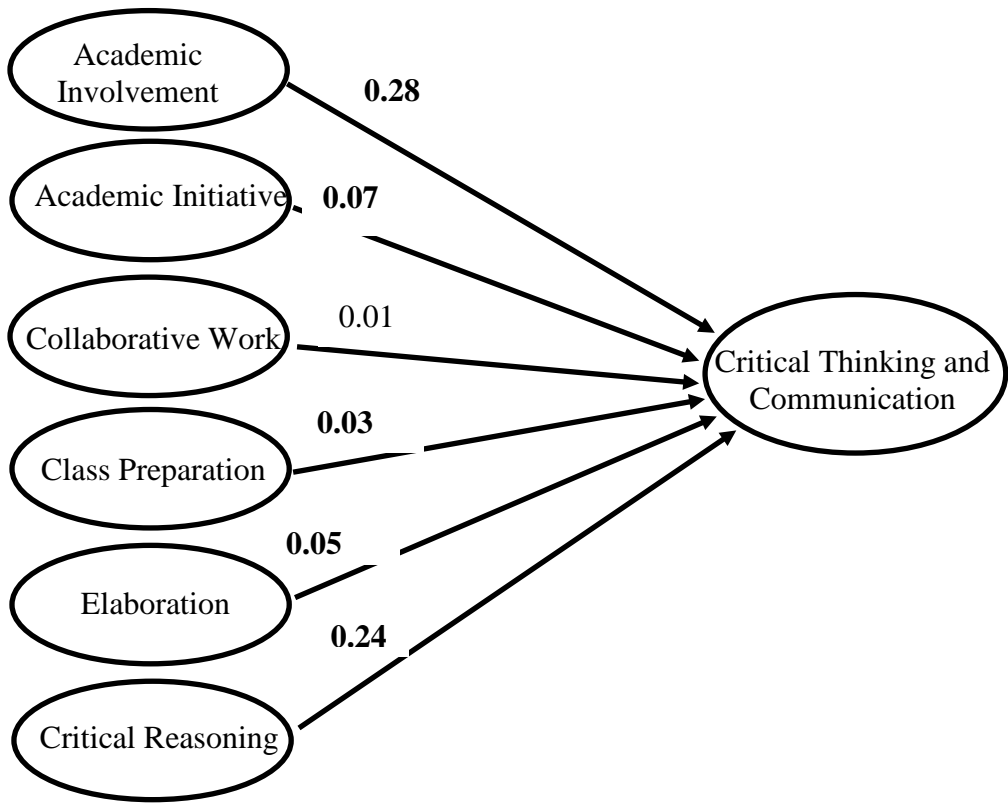 Academic
Involvement
0.28
Academic Initiative
0.07
Collaborative Work
0.01
Critical Thinking and
Communication
Class Preparation
0.03
Elaboration
0.05
Critical Reasoning
0.24